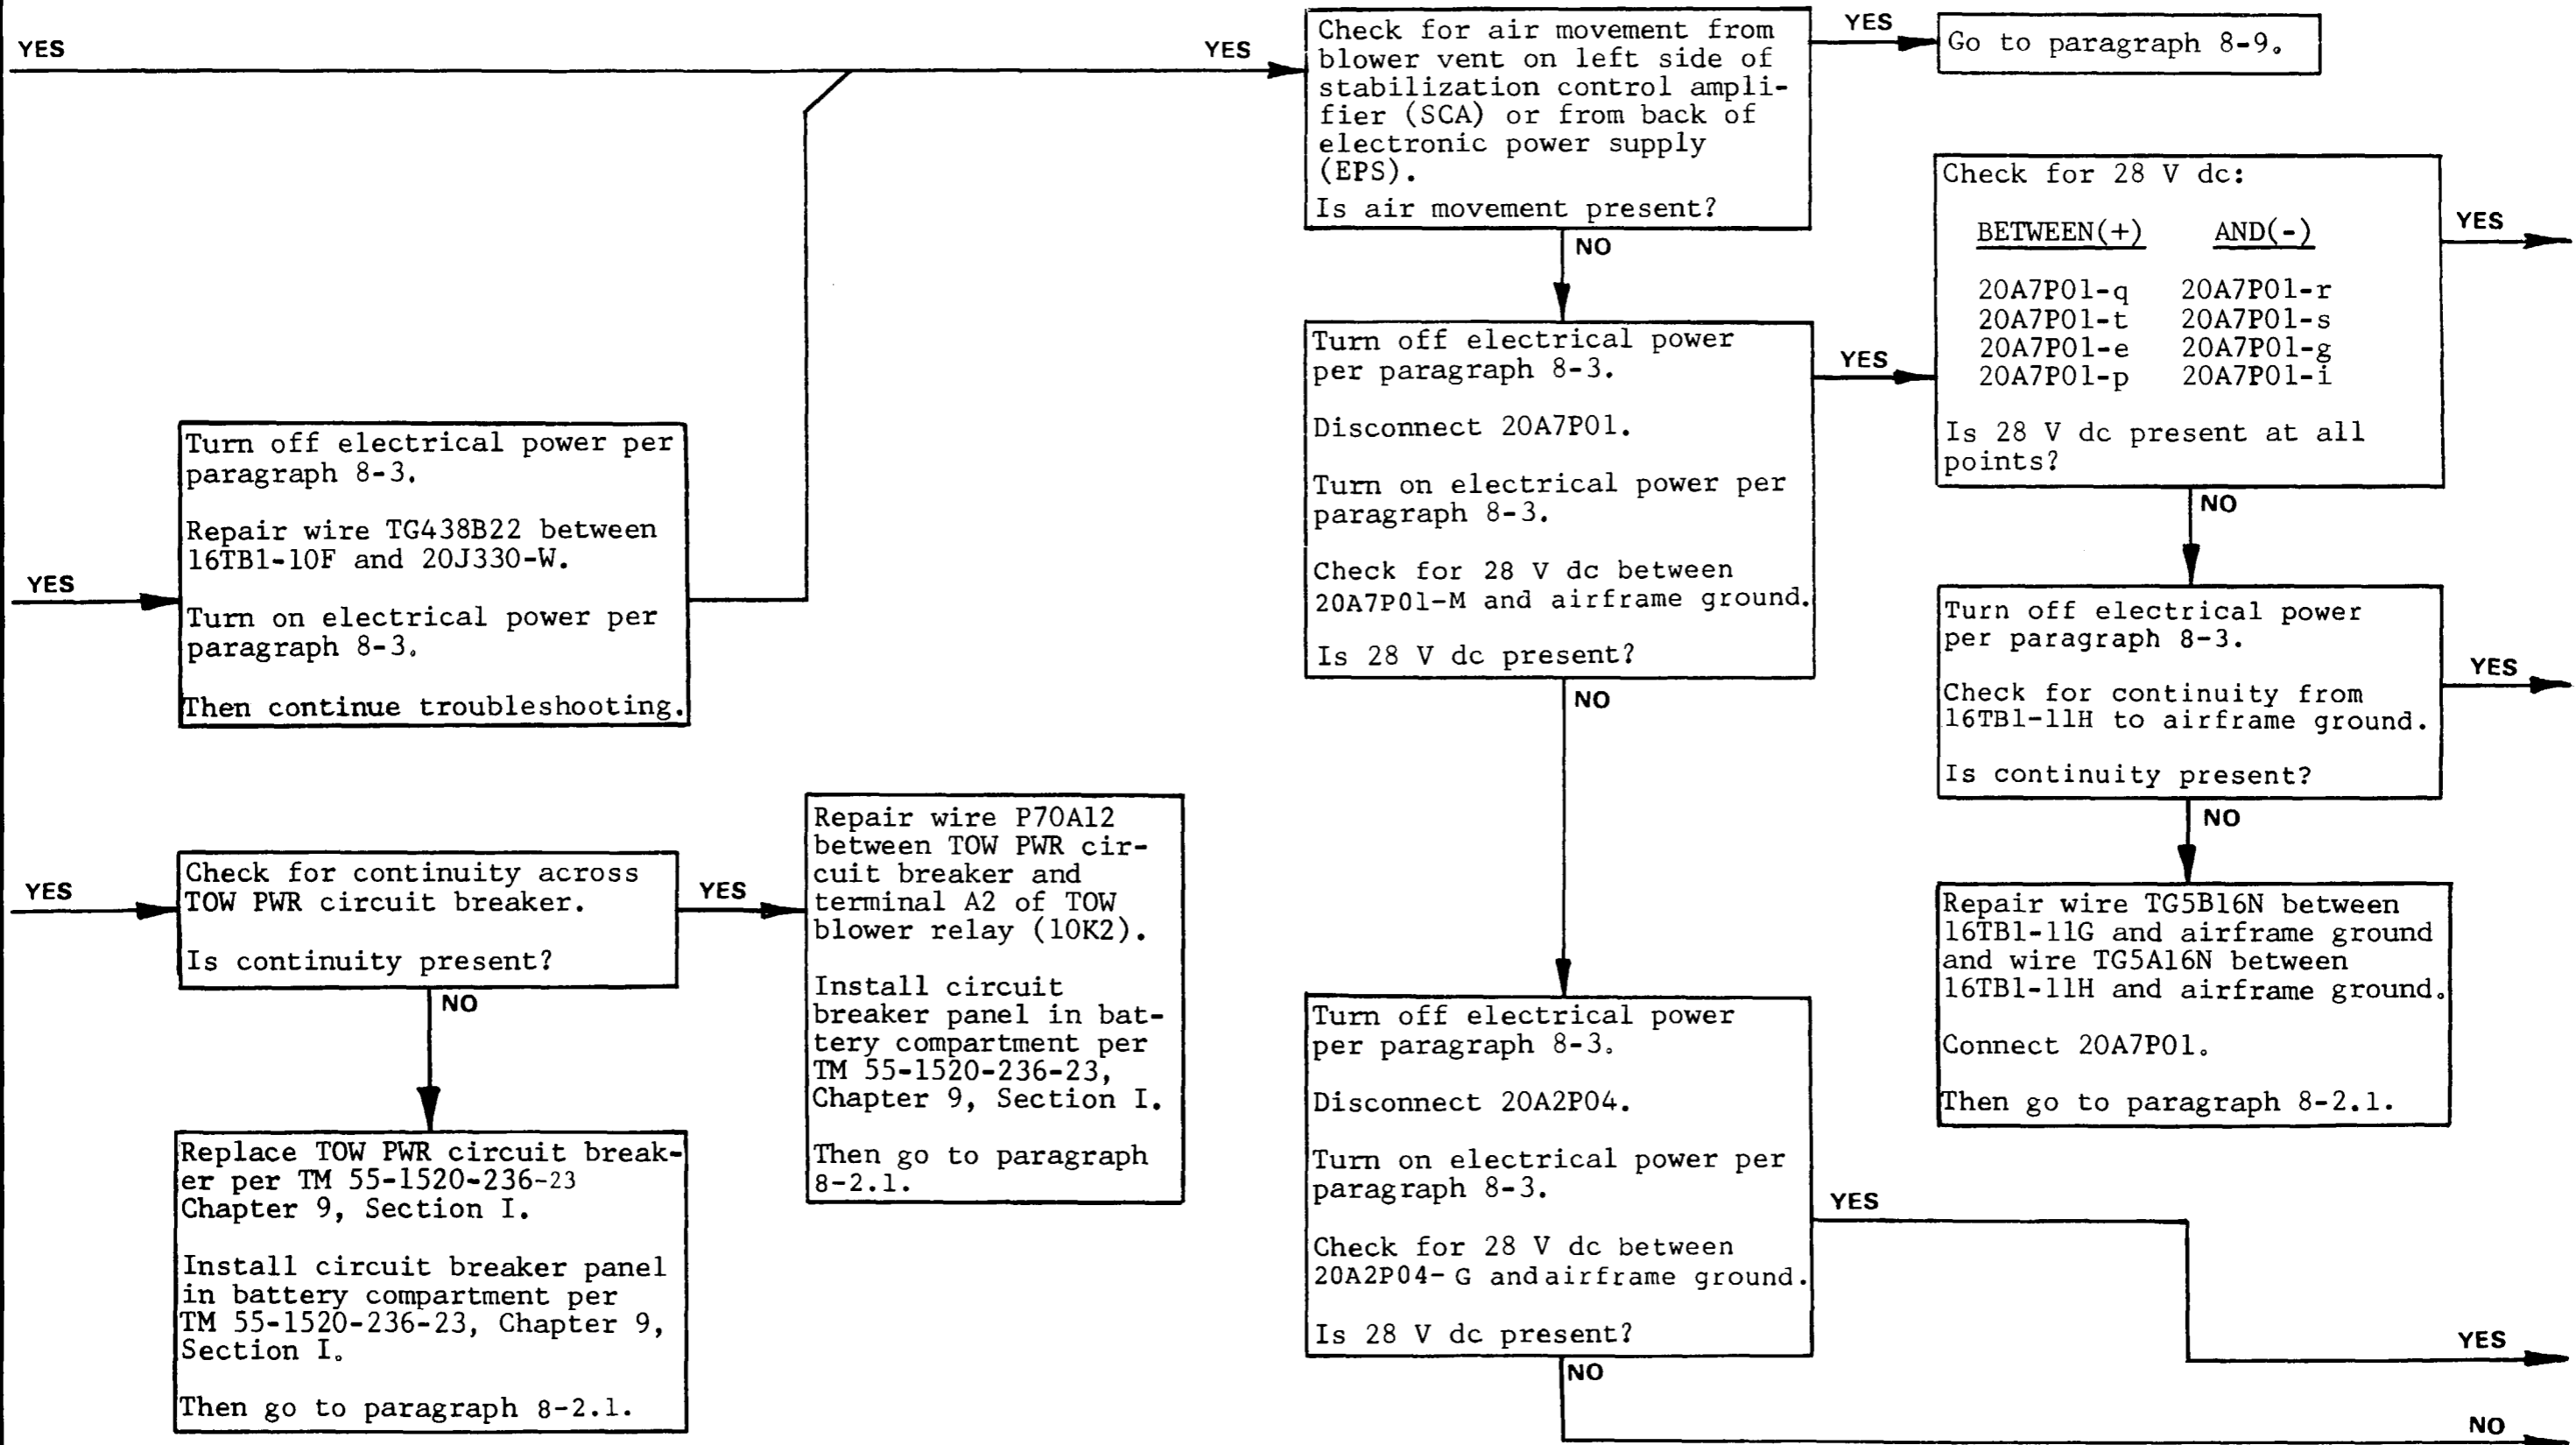 YES
YES
Check for air movement from
blower vent on left side of
stabilization control ampli-
fier (SCA) or from back of
electronic power supply
(EPS).
Is air movement present?
YES
Go to paragraph 8-9.
NO
Turn off electrical power
per paragraph 8-3.
Disconnect 20A7P01.
Turn on electrical power per
paragraph 8-3.
Check for 28 V dc between
20A7P01-M and airframe ground.
Is 28 V dc present?
YES
Check for 28 V dc:
BETWEEN(+) AND(-)
20A7P01-q 20A7P01-r
20A7P01-t 20A7P01-s
20A7P01-e 20A7P01-g
20A7P01-p 20A7P01-i
Is 28 V dc present at all
points?
YES
NO
Turn off electrical power
per paragraph 8-3.
Check for continuity from
16TB1-11H to airframe ground.
Is continuity present?
YES
NO
Repair wire TG5B16N between
16TB1-11G and airframe ground
and wire TG5A16N between
16TB1-11H and airframe ground.
Connect 20A7P01.
Then go to paragraph 8-2.1.
NO
Turn off electrical power
per paragraph 8-3.
Disconnect 20A2P04.
Turn on electrical power per
paragraph 8-3.
Check for 28 V dc between
20A2P04- G and airframe ground.
Is 28 V dc present?
YES
YES
NO
NO
YES
Turn off electrical power per
paragraph 8-3.
Repair wire TG438B22 between
16TB1-10F and 20J330-W.
Turn on electrical power per
paragraph 8-3.
Then continue troubleshooting.
YES
Check for continuity across
TOW PWR circuit breaker.
Is continuity present?
YES
Repair wire P70A12
between TOW PWR cir-
cuit breaker and
terminal A2 of TOW
blower relay (10K2).
Install circuit
breaker panel in bat-
tery compartment per
TM 55-1520-236-23,
Chapter 9, Section I.
Then go to paragraph
8-2.1.
NO
Replace TOW PWR circuit break-
er per TM 55-1520-236-23
Chapter 9, Section I.
Install circuit breaker panel
in battery compartment per
TM 55-1520-236-23, Chapter 9,
Section I.
Then go to paragraph 8-2.1.